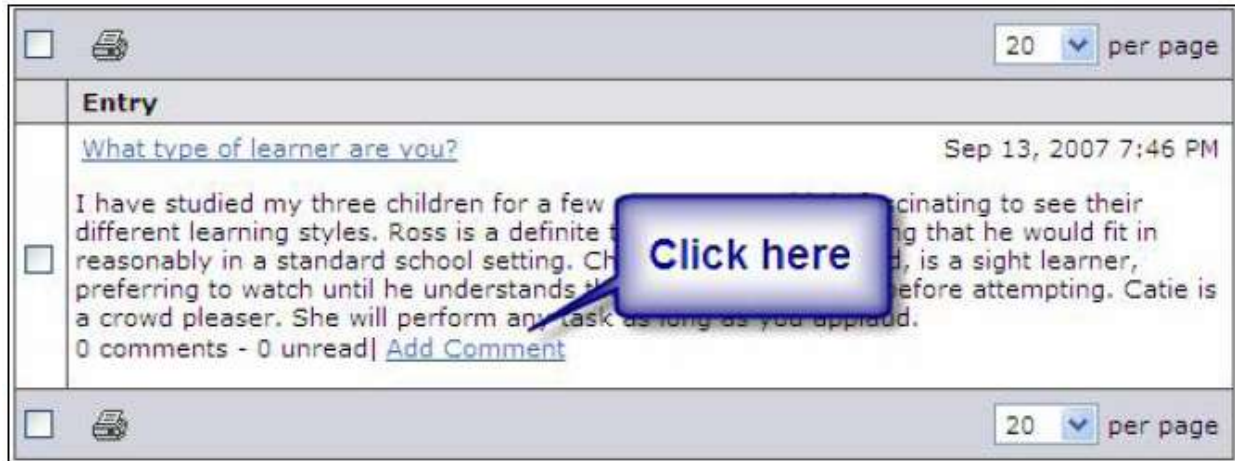 20 per page
Entry
What type of learner are you? Sep 13, 2007 7:46 PM
I have studied my three children for a few cinating to see their
different learning styles. Ross is a definite ng that he would fit in
reasonably in a standard school setting. Click here is a sight learner,
preferring to watch until he understands before attempting. Catie is
a crowd pleaser. She will perform any task as long as you applaud.
0 comments - 0 unread| Add Comment
20 per page